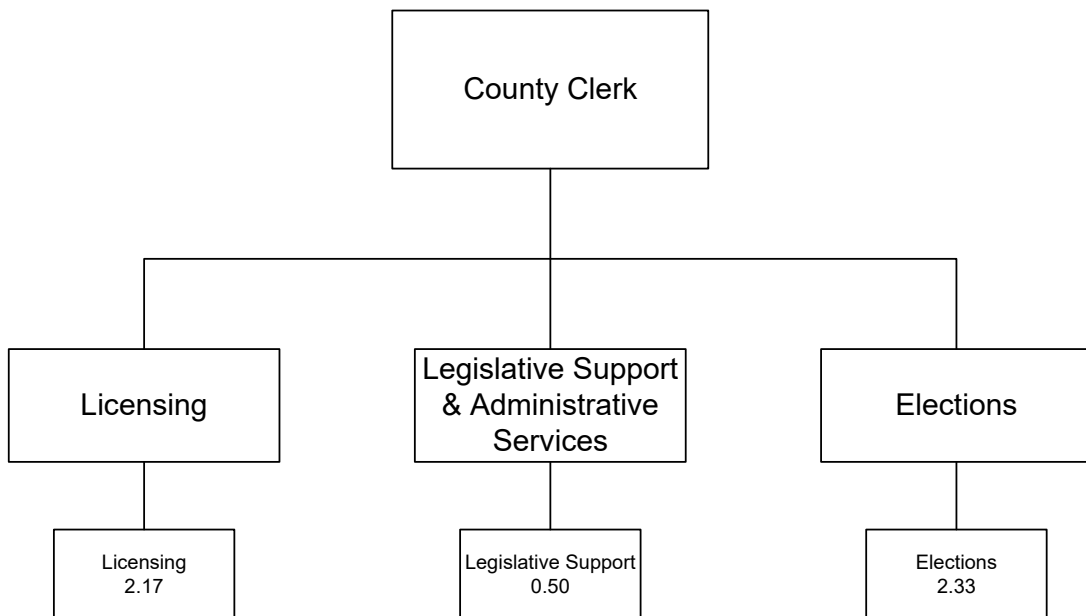 County Clerk
Licensing
Legislative Support
& Administrative
Services
Elections
Licensing
2.17
Legislative Support
0.50
Elections
2.33